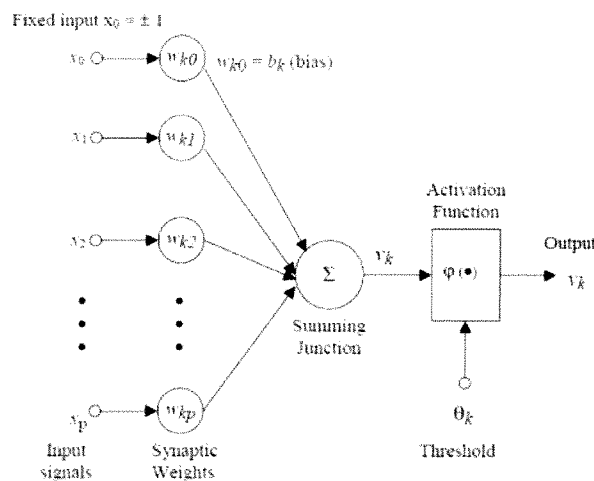 Fixed input x0 = ± 1
x0
wk0
wk0 = bk (bias)
x1
wk1
Activation
Function
x2
wk2
Σ
vk
φ (•)
Output
yk
Summing
Junction
xp
wkp
θk
Input
signals
Synaptic
Weights
Threshold